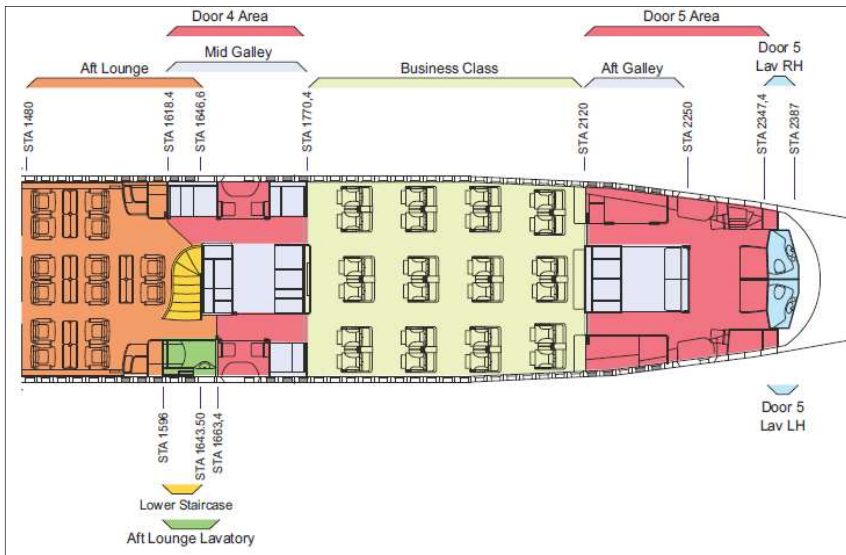 Door 4 Area
Door 5 Area
Mid Galley
Door 5
Lav RH
Aft Lounge
Business Class
Aft Galley
STA 1480
STA 1618.4
STA 1646,6
STA 1770,4
STA 2120
STA 2250
STA 2347,4
STA 2387
STA 1596
STA 1643.50
STA 1663,4
Door 5
Lav LH
Lower Staircase
Aft Lounge Lavatory